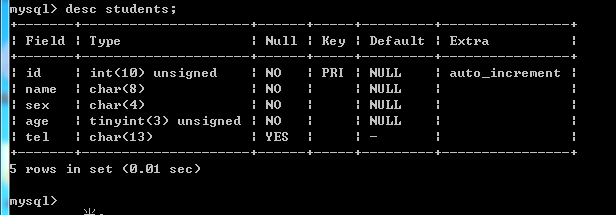 mysql> desc students;
+-------+---------------------+------+-----+---------+----------------+
| Field | Type                | Null | Key | Default | Extra          |
+-------+---------------------+------+-----+---------+----------------+
| id    | int(10) unsigned    | NO   | PRI | NULL    | auto_increment |
| name  | char(8)             | NO   |     | NULL    |                |
| sex   | char(4)             | NO   |     | NULL    |                |
| age   | tinyint(3) unsigned | NO   |     | NULL    |                |
| tel   | char(13)            | YES  |     | -       |                |
+-------+---------------------+------+-----+---------+----------------+
5 rows in set (0.01 sec)
mysql>